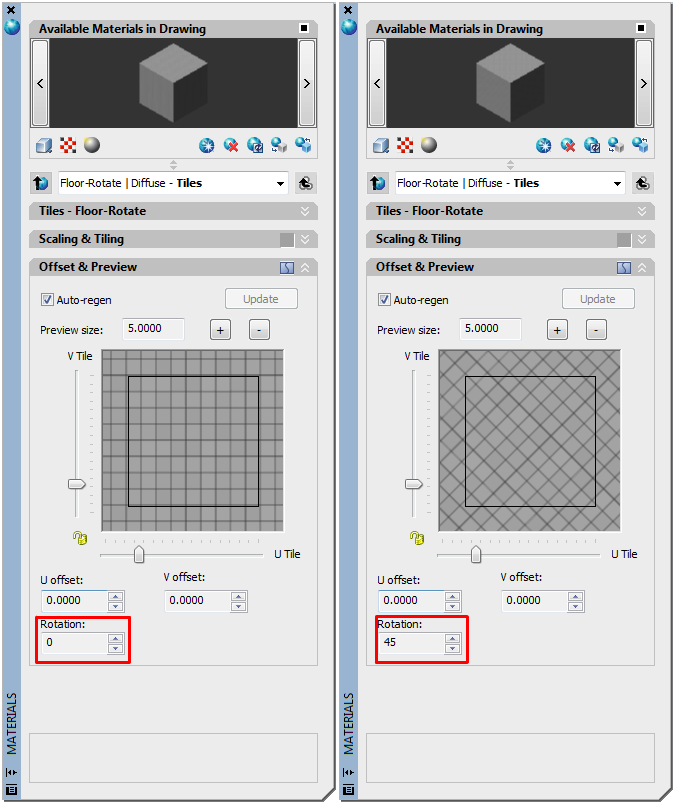 Available Materials in Drawing
Floor-Rotate | Diffuse - Tiles
Tiles - Floor-Rotate
Scaling & Tiling
Offset & Preview
Auto-regen Update
Preview size: 5.0000 + -
V Tile
U Tile
U offset: V offset:
0.0000 0.0000
Rotation:
0
MATERIALS
Available Materials in Drawing
Floor-Rotate | Diffuse - Tiles
Tiles - Floor-Rotate
Scaling & Tiling
Offset & Preview
Auto-regen Update
Preview size: 5.0000 + -
V Tile
U Tile
U offset: V offset:
0.0000 0.0000
Rotation:
45
MATERIALS